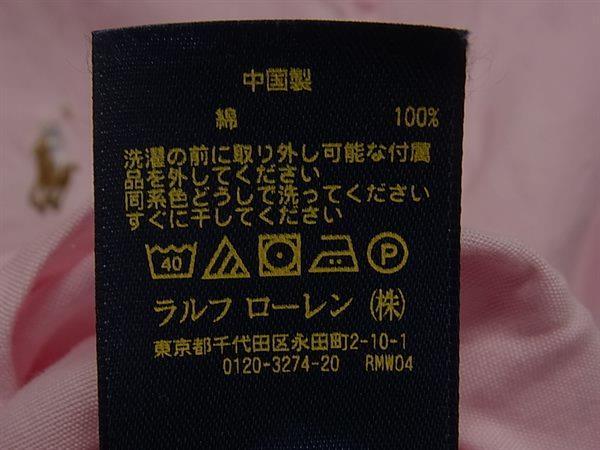 中国製
綿 100%
洗濯の前に取り外し可能な付属
品を外してください
同系色どうしで洗ってください
すぐに干してください
40 P
ラルフ ローレン (株)
東京都千代田区永田町2-10-1
0120-3274-20 RMW04